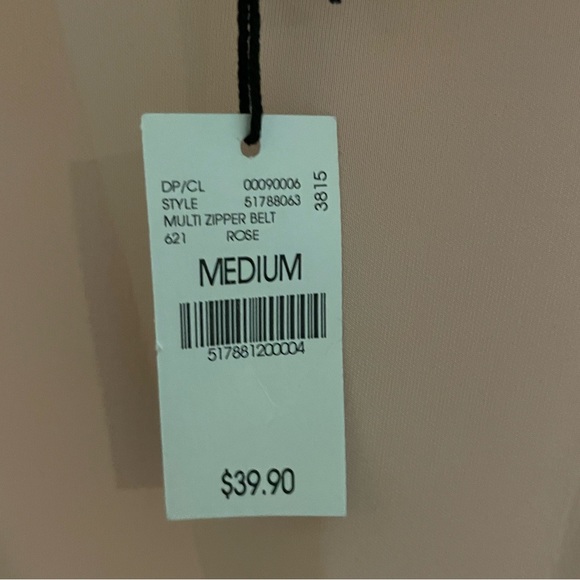 DP/CL 00090006
STYLE 51788063
3815
MULTI ZIPPER BELT
621 ROSE
MEDIUM
517881200004
$39.90